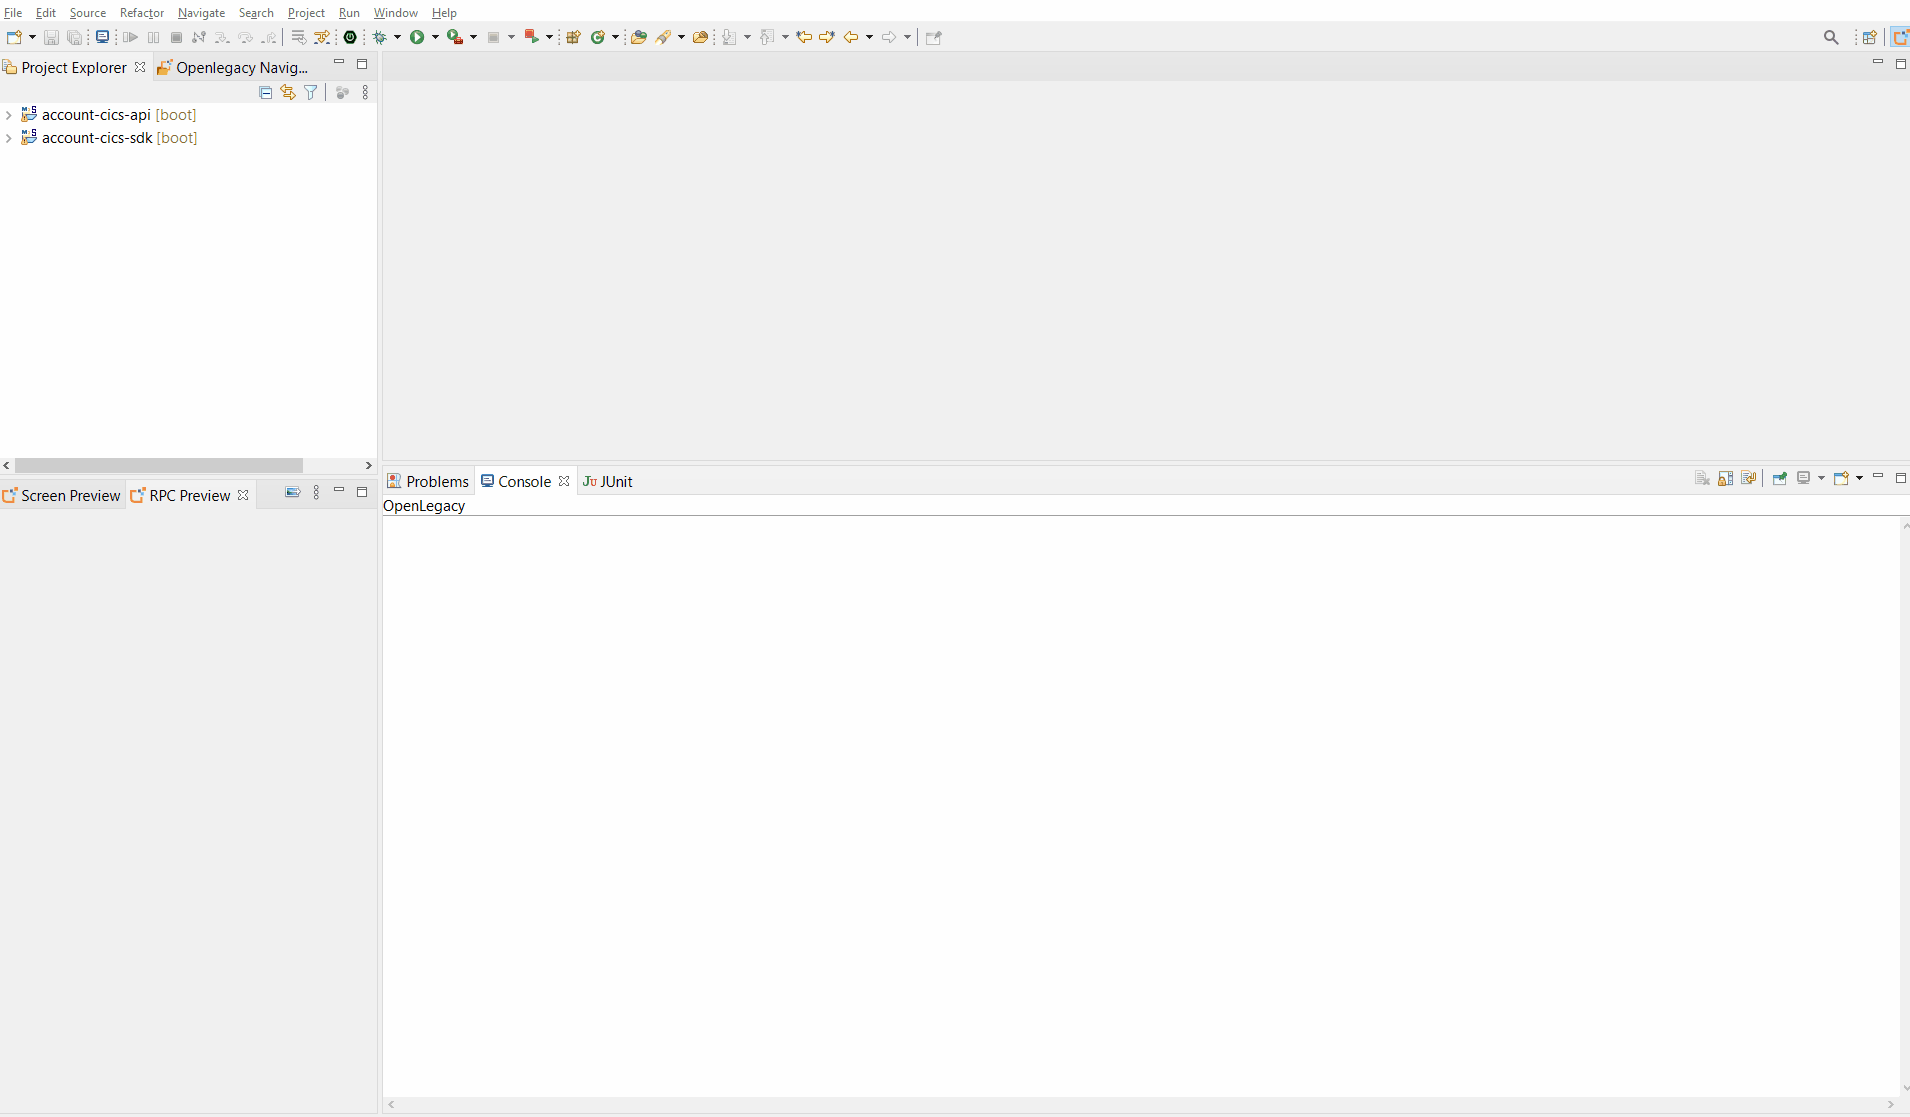 File Edit Source Refactor Navigate Search Project Run Window Help
Project Explorer Openlegacy Navig...
account-cics-api [boot]
account-cics-sdk [boot]
Screen Preview RPC Preview
Problems Console JU JUnit
OpenLegacy